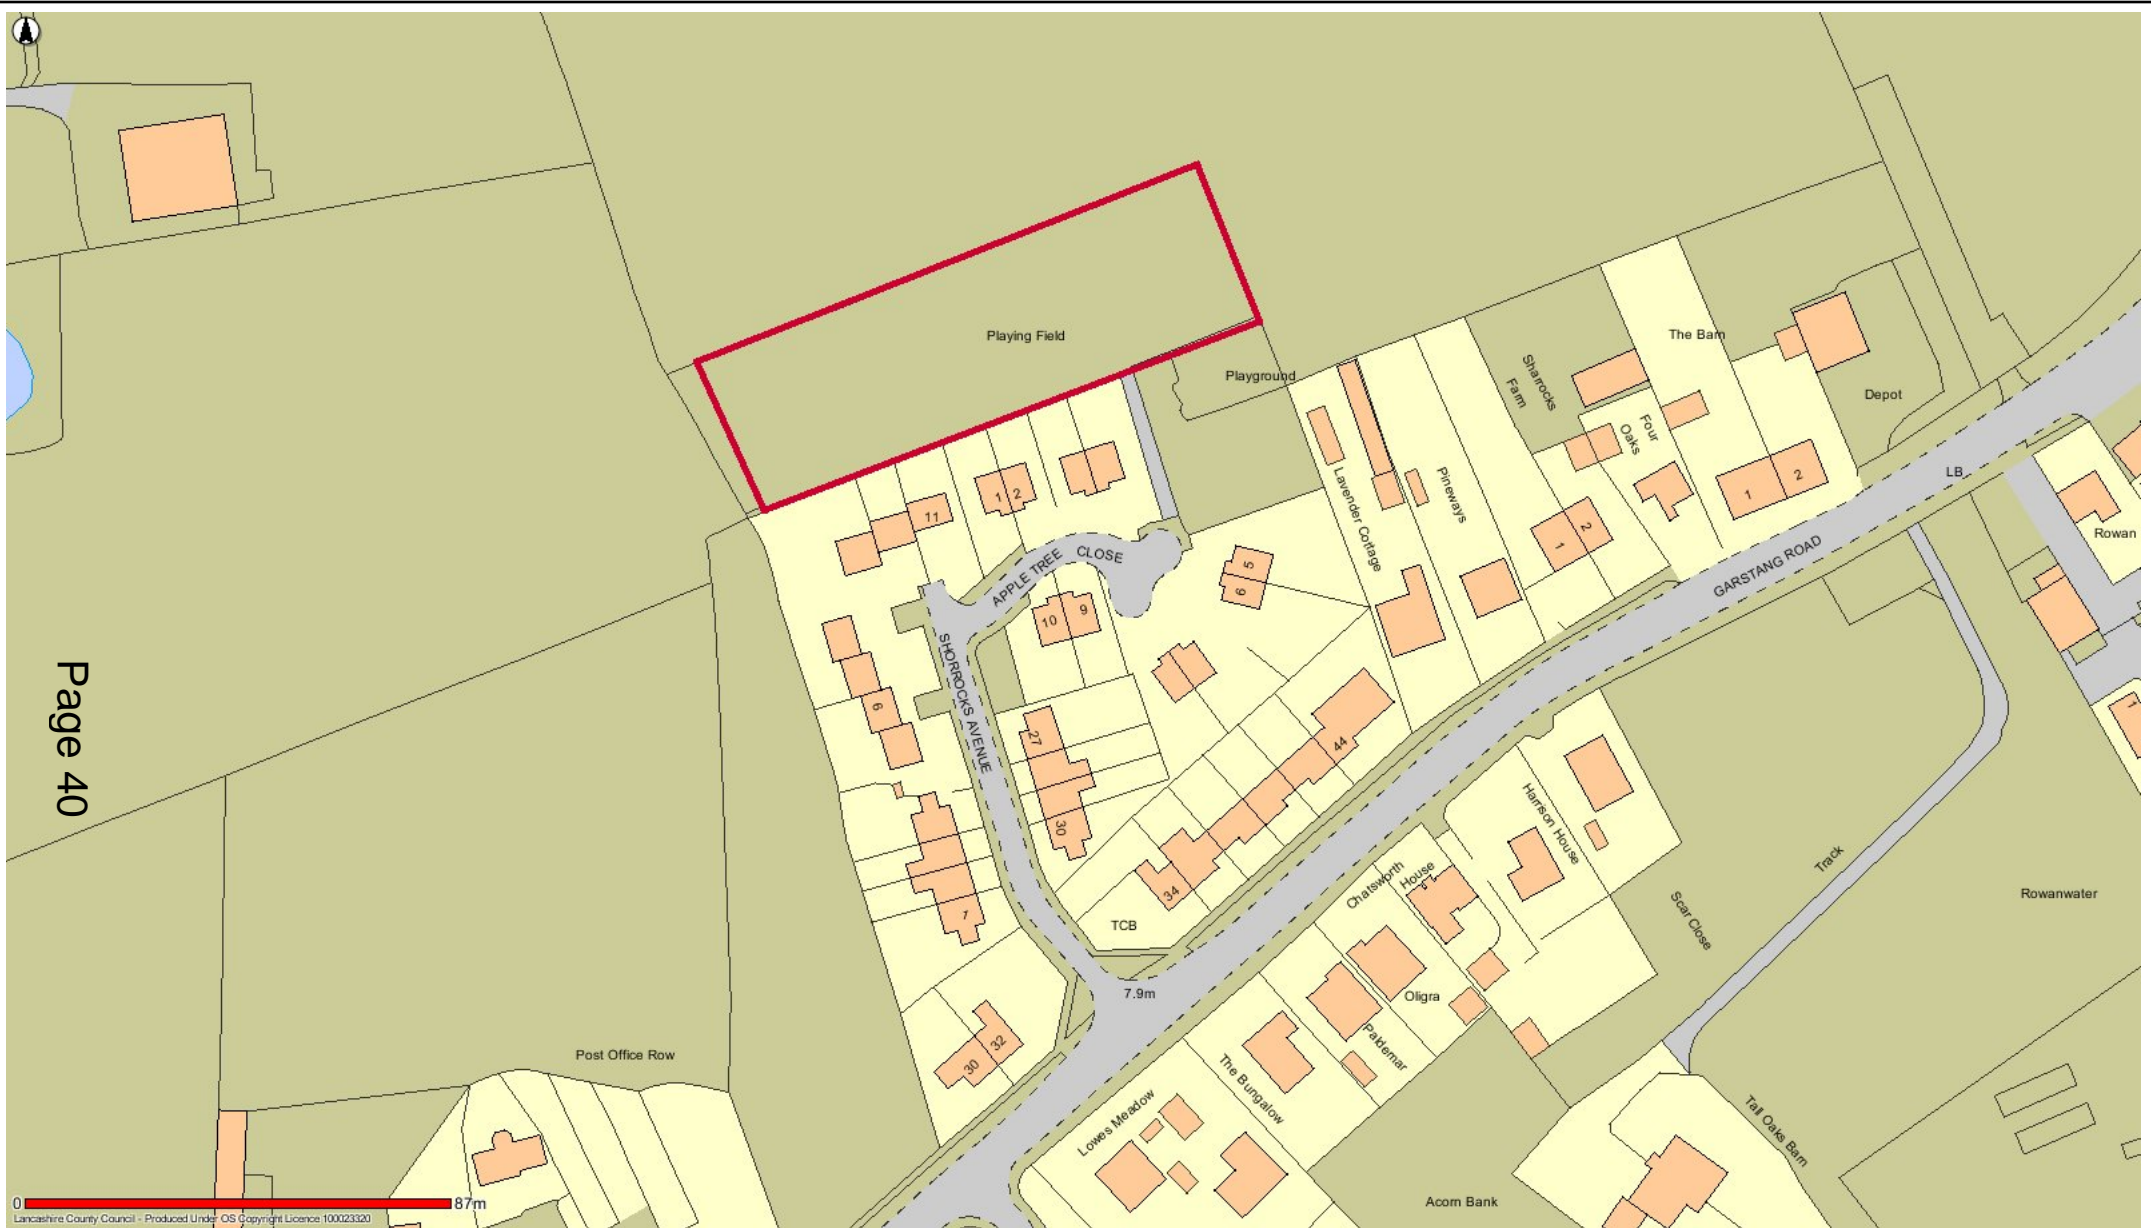 Playing Field
Playground
The Barn
Sharrocks
Farm
Four
Oaks
Depot
Lavender Cottage
Pineways
LB
Rowan
11
1
2
1
2
1
2
APPLE TREE CLOSE
5
6
10
9
GARSTANG ROAD
SHORROCKS AVENUE
6
27
30
44
34
1
1
Page 40
Harrison House
Chatsworth
House
Track
Rowanwater
Scar Close
TCB
7.9m
Oligra
Paldemar
30
32
Post Office Row
The Bungalow
Lowes Meadow
Tall Oaks Barn
Acorn Bank
0
87m
Lancashire County Council - Produced Under OS Copyright Licence 100023320